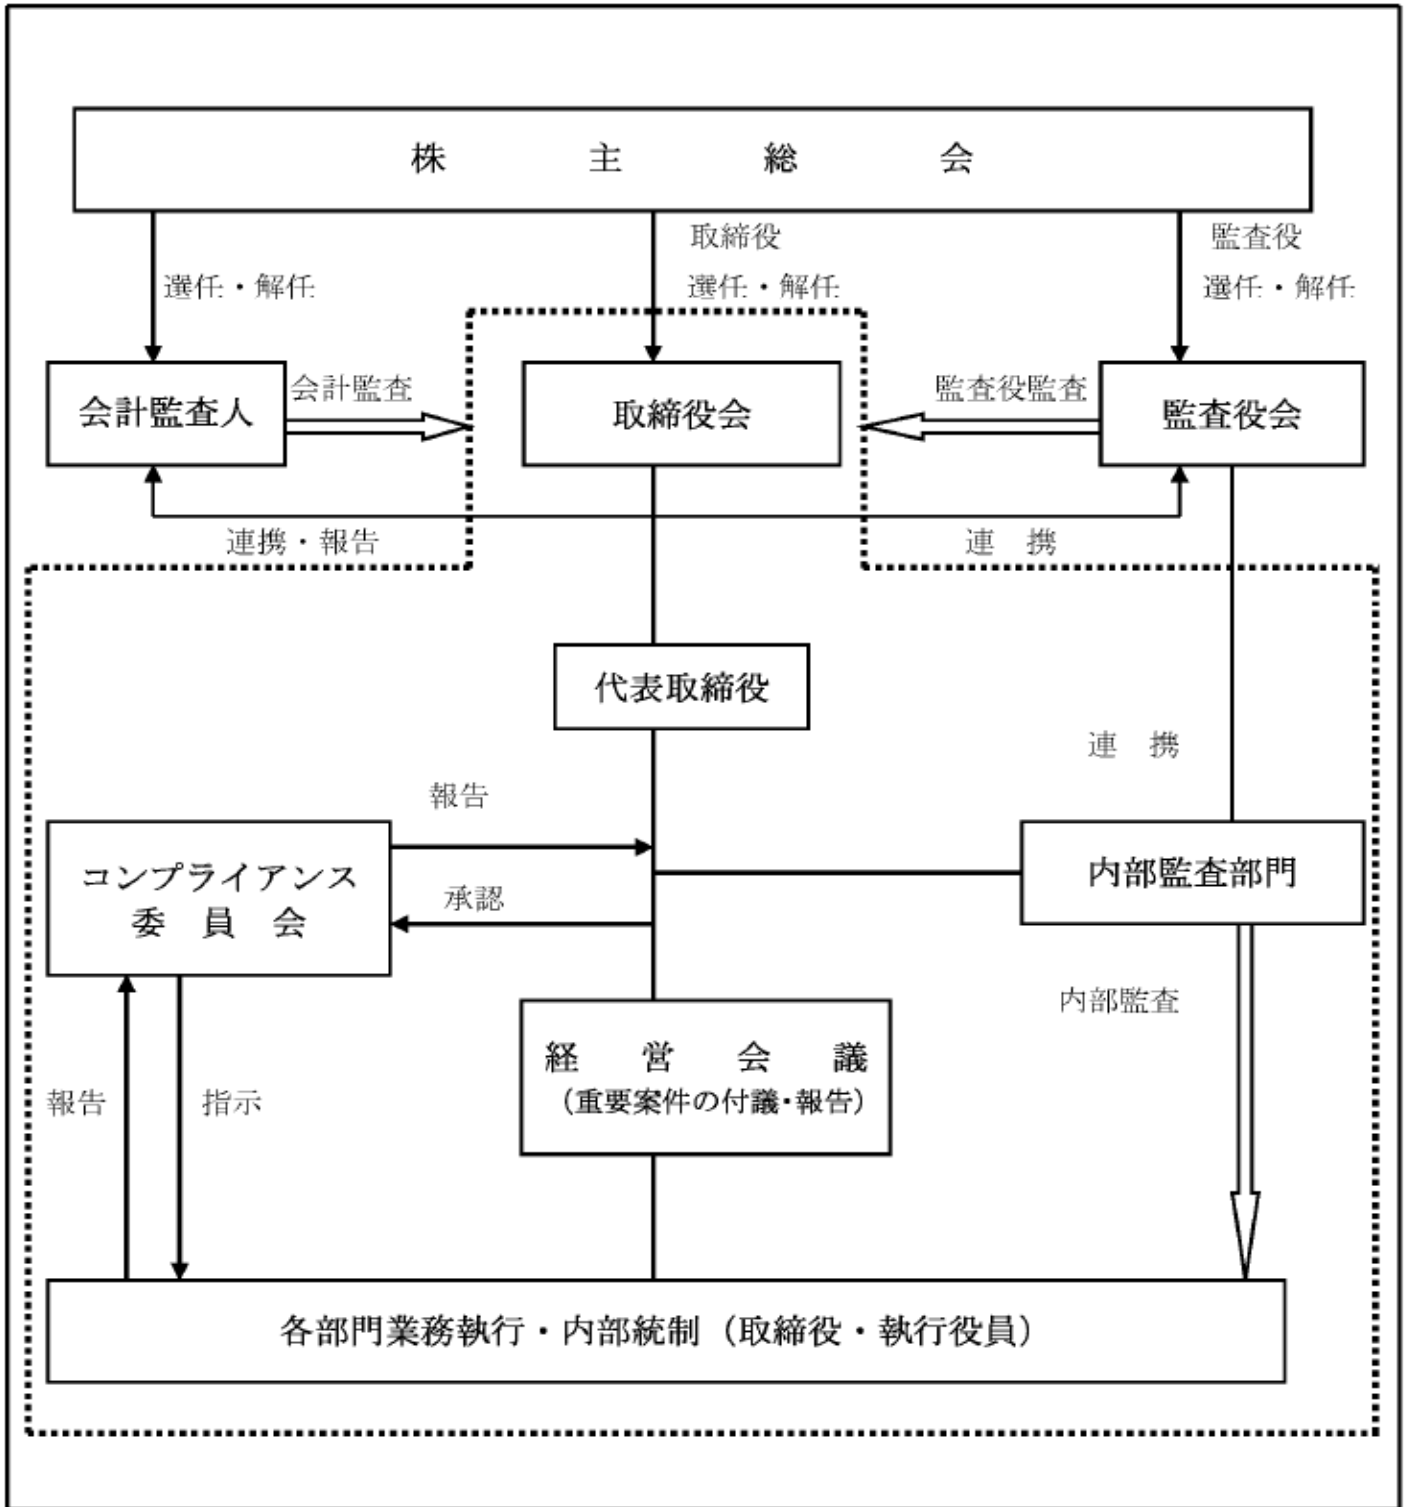 株主総会
取締役
監査役
選任・解任
選任・解任
選任・解任
会計監査人
会計監査
取締役会
監査役監査
監査役会
連携・報告
連　携
代表取締役
連　携
報告
コンプライアンス
委　員　会
承認
内部監査部門
内部監査
経　営　会　議
（重要案件の付議・報告）
報告
指示
各部門業務執行・内部統制（取締役・執行役員）